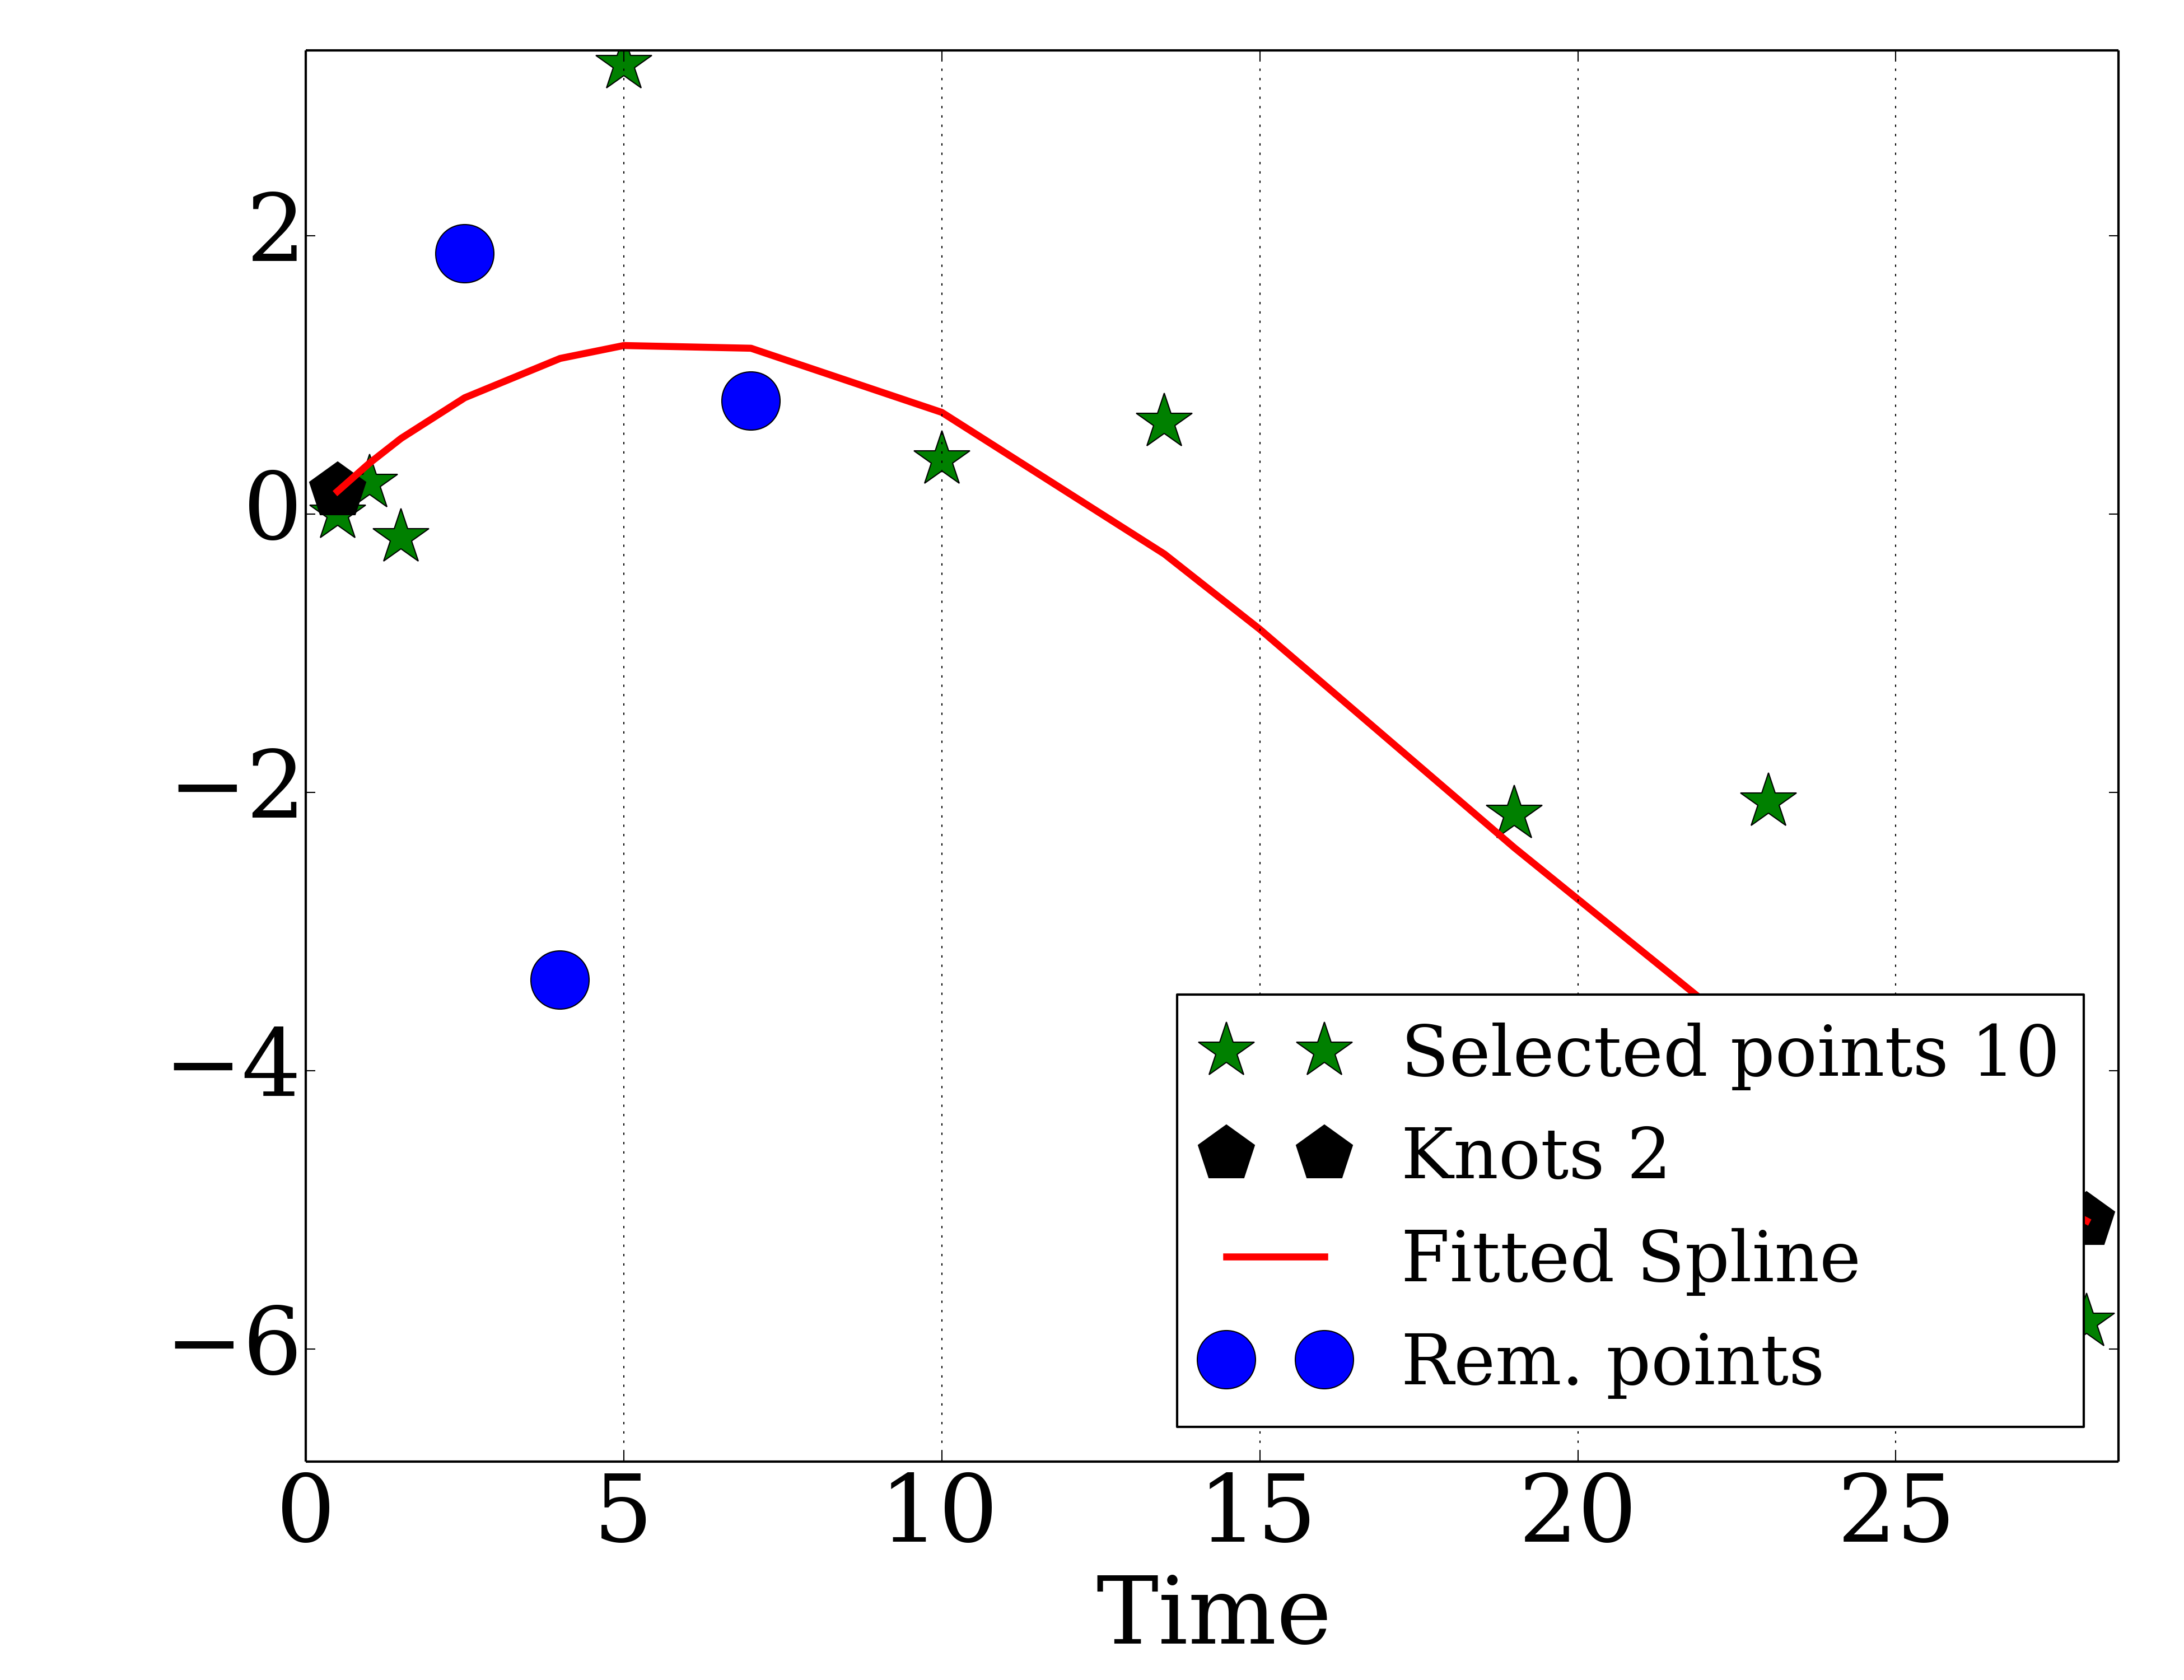 2
0
−2
−4
−6
0 5 10 15 20 25
Time
Selected points 10
Knots 2
Fitted Spline
Rem. points